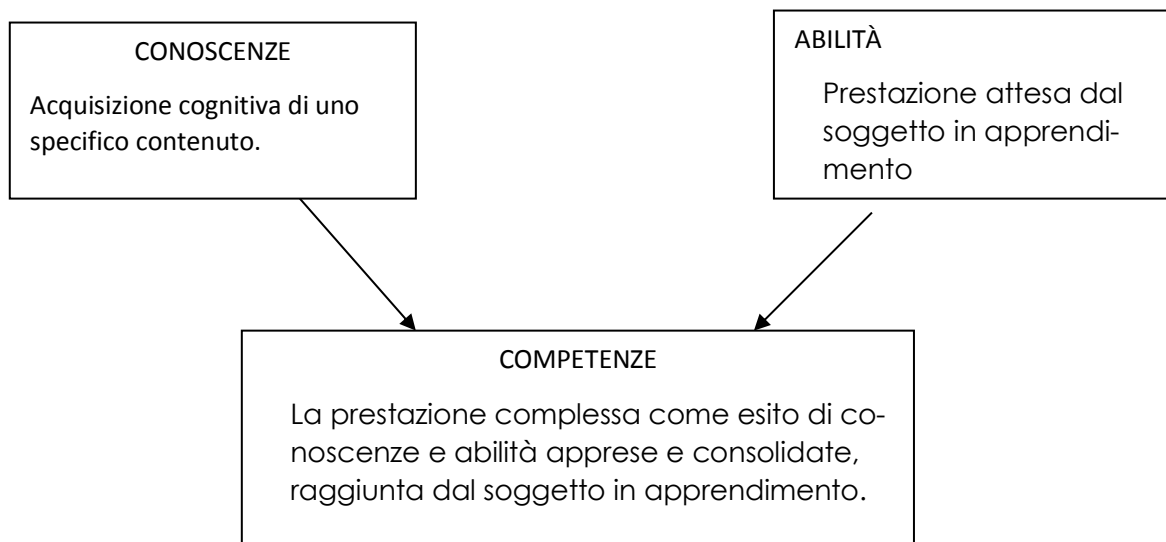 CONOSCENZE
Acquisizione cognitiva di uno
specifico contenuto.
ABILITÀ
Prestazione attesa dal
soggetto in apprendi-
mento
COMPETENZE
La prestazione complessa come esito di co-
noscenze e abilità apprese e consolidate,
raggiunta dal soggetto in apprendimento.